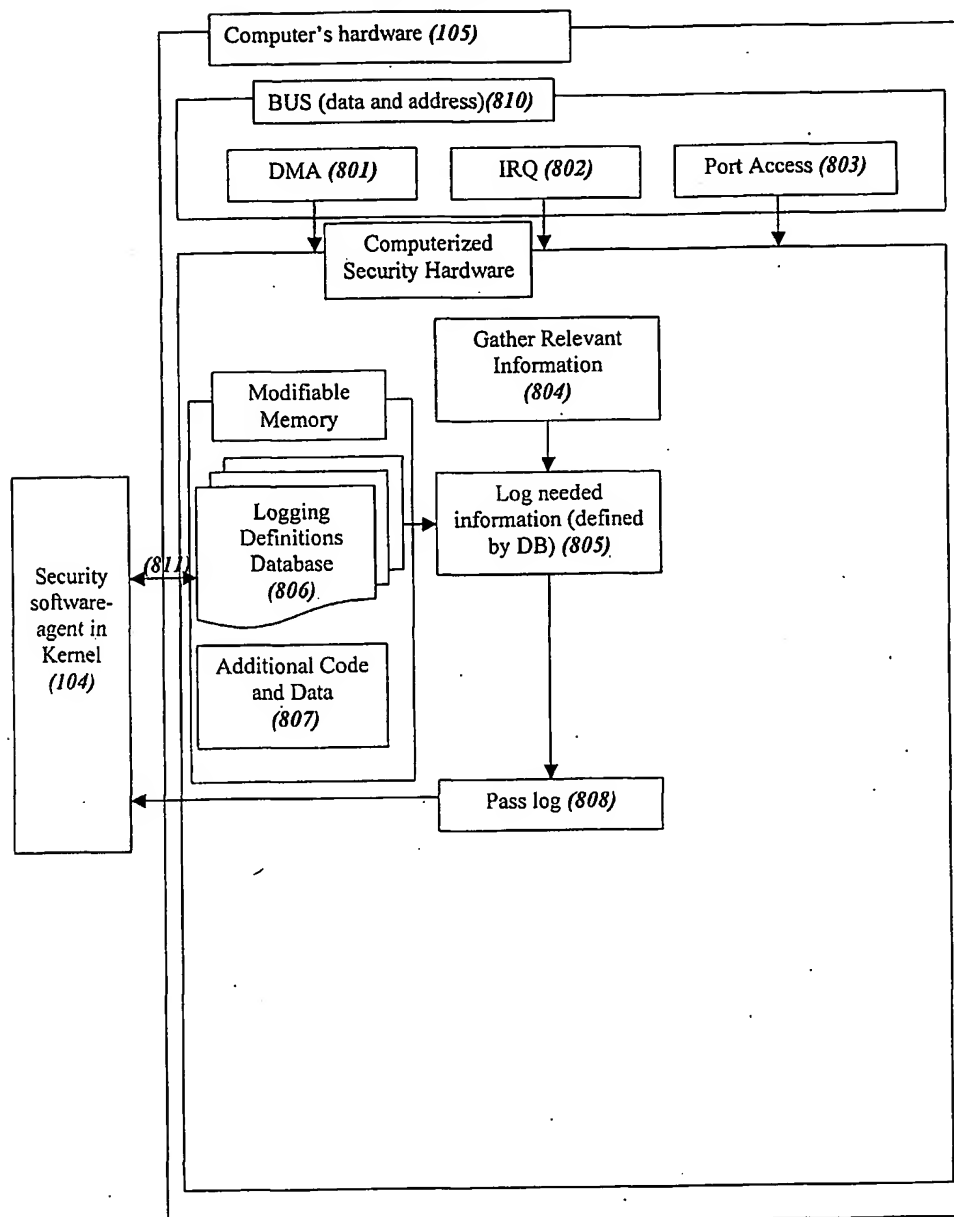 Computer's hardware (105)
BUS (data and address)(810)
DMA (801)
IRQ (802)
Port Access (803)
Computerized
Security Hardware
Gather Relevant
Information
(804)
Modifiable
Memory
Logging
Definitions
Database
(806)
Log needed
information (defined
by DB) (805)
(811)
Security
software-
agent in
Kernel
(104)
Additional Code
and Data
(807)
Pass log (808)